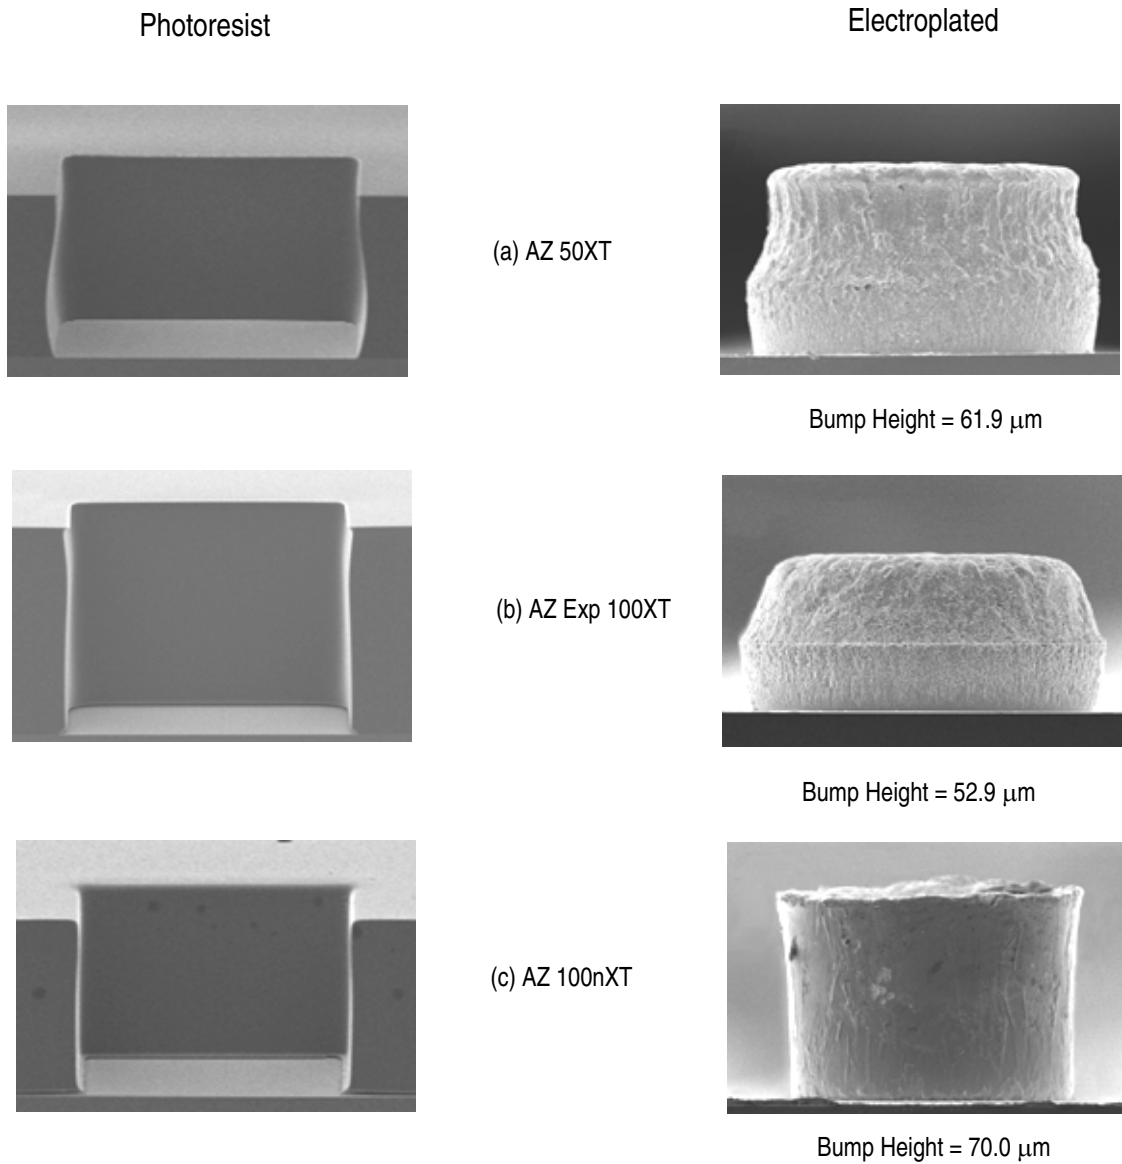 Photoresist
Electroplated
(a) AZ 50XT
Bump Height = 61.9 μm
(b) AZ Exp 100XT
Bump Height = 52.9 μm
(c) AZ 100nXT
Bump Height = 70.0 μm